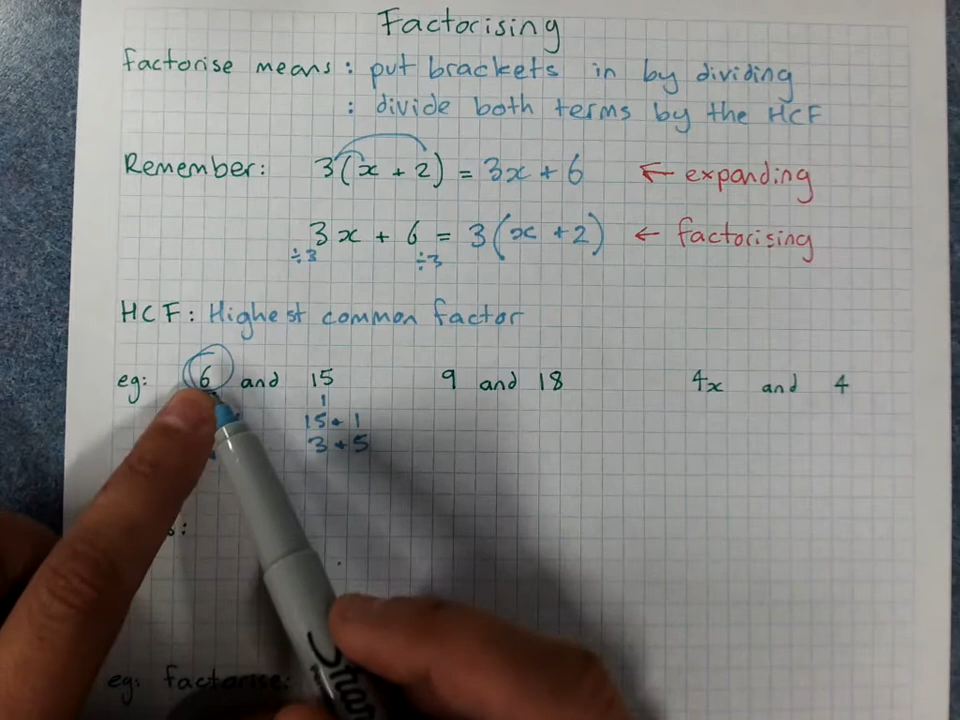 Factorising
factorise means: put brackets in by dividing
: divide both terms by the HCF
Remember: 3(x + 2) = 3x + 6 ← expanding
3x + 6 = 3(x + 2) ← factorising
÷3 ÷3
HCF: Highest common factor
eg: 6 and 15 9 and 18 4x and 4
1
15 + 1
3 + 5
eg: factorise: